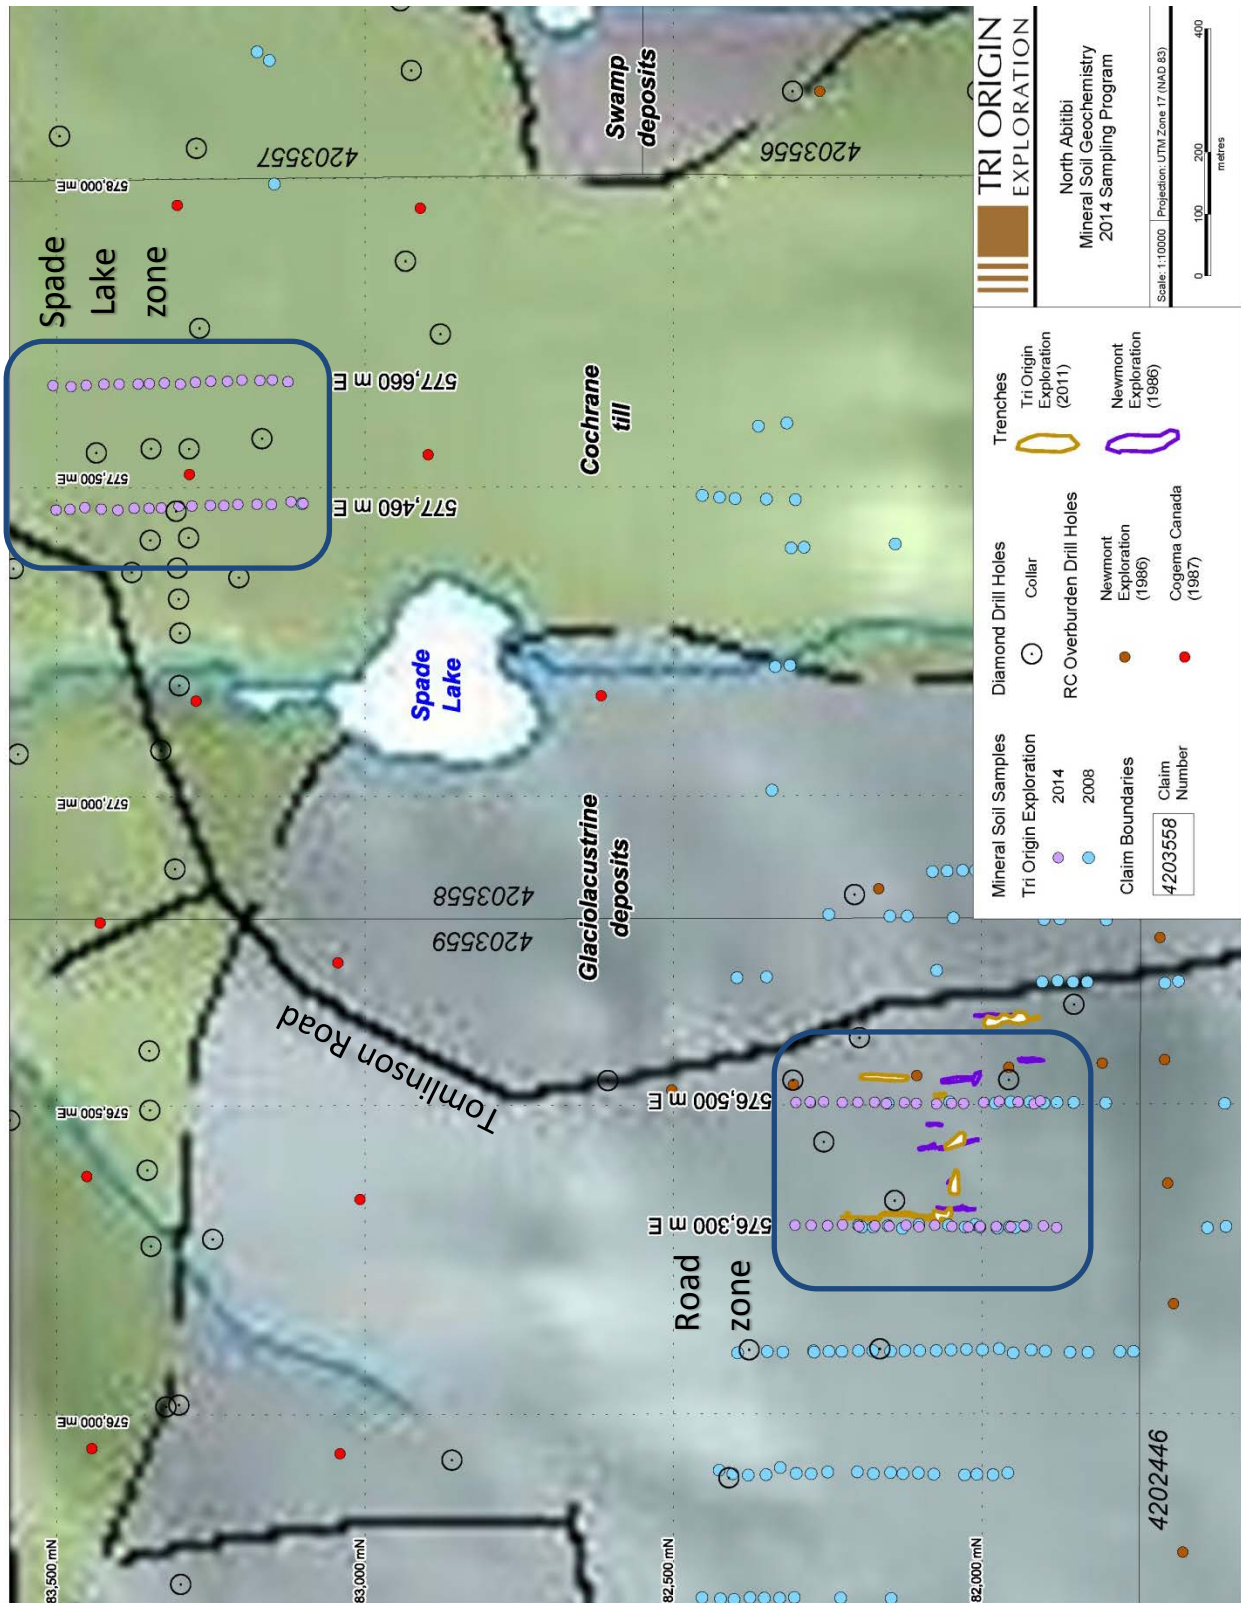 Spade
Lake
zone
4203557
578,000 mE
Swamp
deposits
4203556
577,660 m E
577,500 mE
577,460 m E
Cochrane
till
Spade
Lake
577,000 mE
Glaciolacustrine
deposits
4203558
4203559
Tomlinson Road
576,500 mE
576,500 m E
576,300 m E
Road
zone
576,000 mE
83,500 mN
83,000 mN
82,500 mN
82,000 mN
4202446
Mineral Soil Samples
Tri Origin Exploration
2014
2008
Claim Boundaries
4203558
Claim
Number
Diamond Drill Holes
Collar
RC Overburden Drill Holes
Newmont
Exploration
(1986)
Cogema Canada
(1987)
Trenches
Tri Origin
Exploration
(2011)
Newmont
Exploration
(1986)
TRI ORIGIN
EXPLORATION
North Abitibi
Mineral Soil Geochemistry
2014 Sampling Program
Scale: 1:10000
Projection: UTM Zone 17 (NAD 83)
0 100 200 400
metres